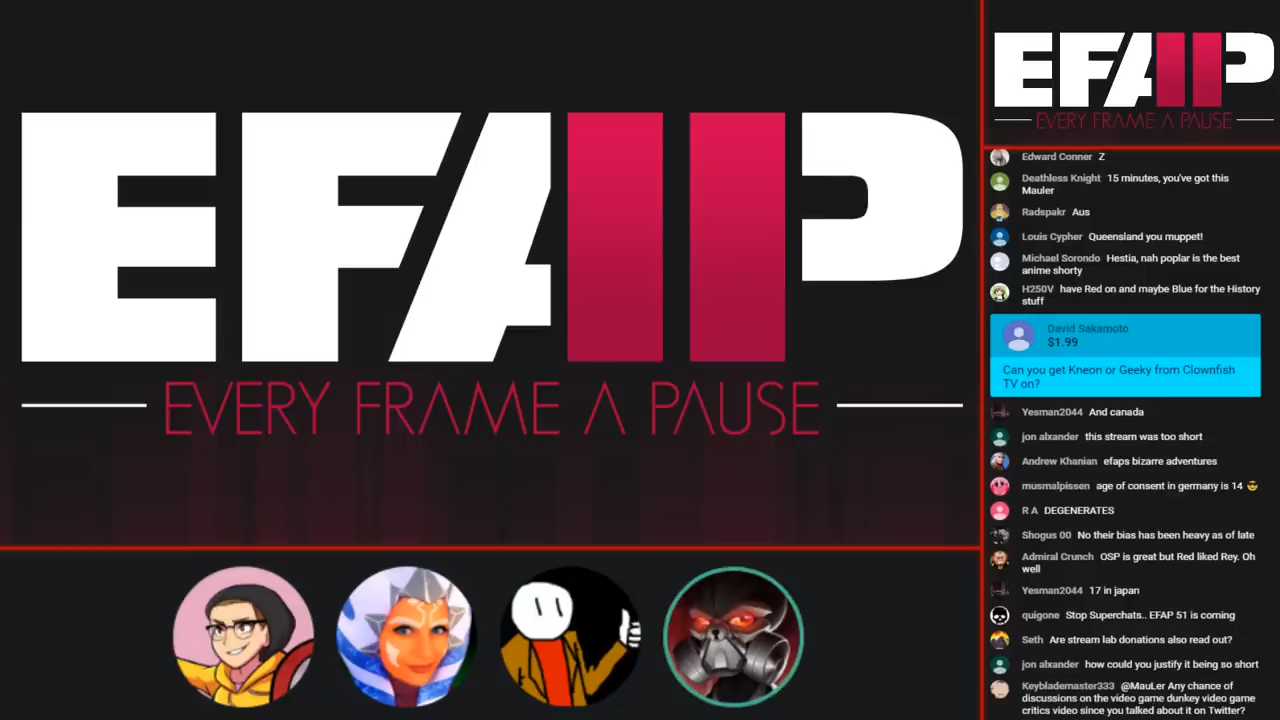 EFAP
EVERY FRAME A PAUSE
EFAP
EVERY FRAME A PAUSE
Edward Conner Z
Deathless Knight 15 minutes, you've got this
Mauler
Radspakr Aus
Louis Cypher Queensland you muppet!
Michael Sorondo Hestia, nah poplar is the best
anime shorty
H250V have Red on and maybe Blue for the History
stuff
David Sakamoto
$1.99
Can you get Kneon or Geeky from Clownfish
TV on?
Yesman2044 And canada
jon alxander this stream was too short
Andrew Khanian efaps bizarre adventures
musmalpissen age of consent in germany is 14 😎
R A DEGENERATES
Shogus 00 No their bias has been heavy as of late
Admiral Crunch OSP is great but Red liked Rey. Oh
well
Yesman2044 17 in japan
quigone Stop Superchats.. EFAP 51 is coming
Seth Are stream lab donations also read out?
jon alxander how could you justify it being so short
Keyblademaster333 @MauLer Any chance of
discussions on the video game dunkey video game
critics video since you talked about it on Twitter?